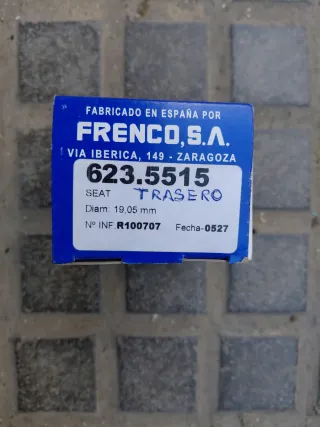 FABRICADO EN ESPAÑA POR
FRENCO, S.A.
VIA IBERICA, 149 - ZARAGOZA
623.5515
SEAT TRASERO
Diam: 19,05 mm
Nº INF.R100707 Fecha-0527